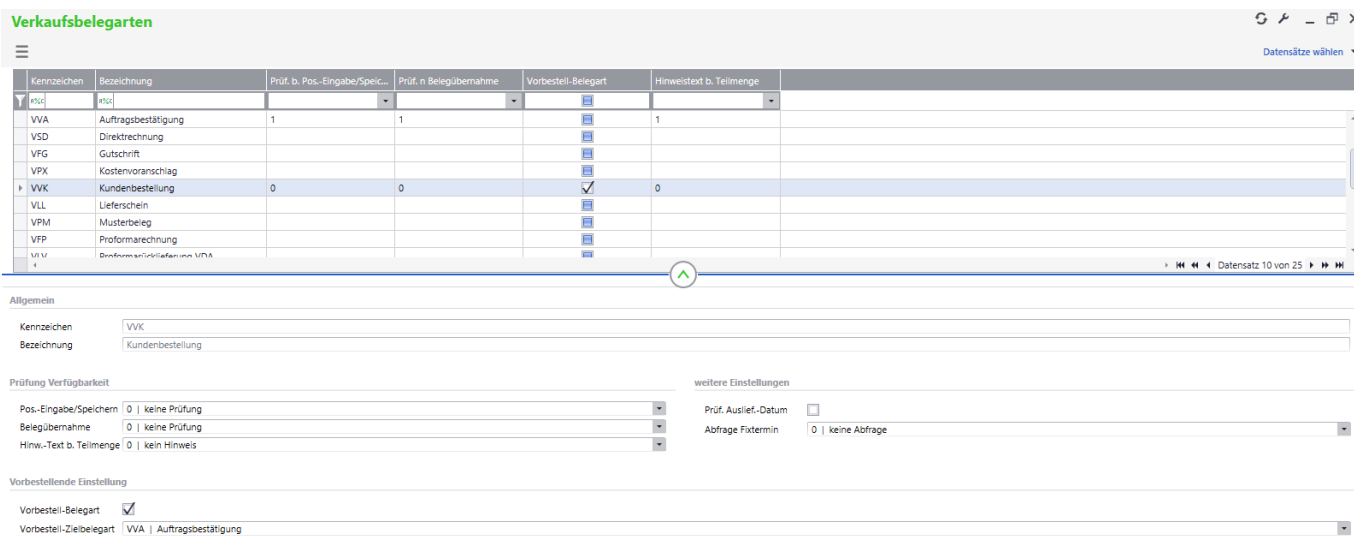 Verkaufsbelegarten
Datensätze wählen
Kennzeichen Bezeichnung Prüf. b. Pos.-Eingabe/Speic... Prüf. n Belegübernahme Vorbestell-Belegart Hinweistext b. Teilmenge
VVA Auftragsbestätigung 1 1 1
VSD Direktrechnung
VFG Gutschrift
VPX Kostenvoranschlag
VVK Kundenbestellung 0 0 0
VLL Lieferschein
VPM Musterbeleg
VFP Proformarechnung
VLV Proformarücklieferung VDA
Datensatz 10 von 25
Allgemein
Kennzeichen VVK
Bezeichnung Kundenbestellung
Prüfung Verfügbarkeit weitere Einstellungen
Pos.-Eingabe/Speichern 0 | keine Prüfung Prüf. Auslief.-Datum
Belegübernahme 0 | keine Prüfung Abfrage Fixtermin 0 | keine Abfrage
Hinw.-Text b. Teilmenge 0 | kein Hinweis
Vorbestellende Einstellung
Vorbestell-Belegart
Vorbestell-Zielbelegart VVA | Auftragsbestätigung